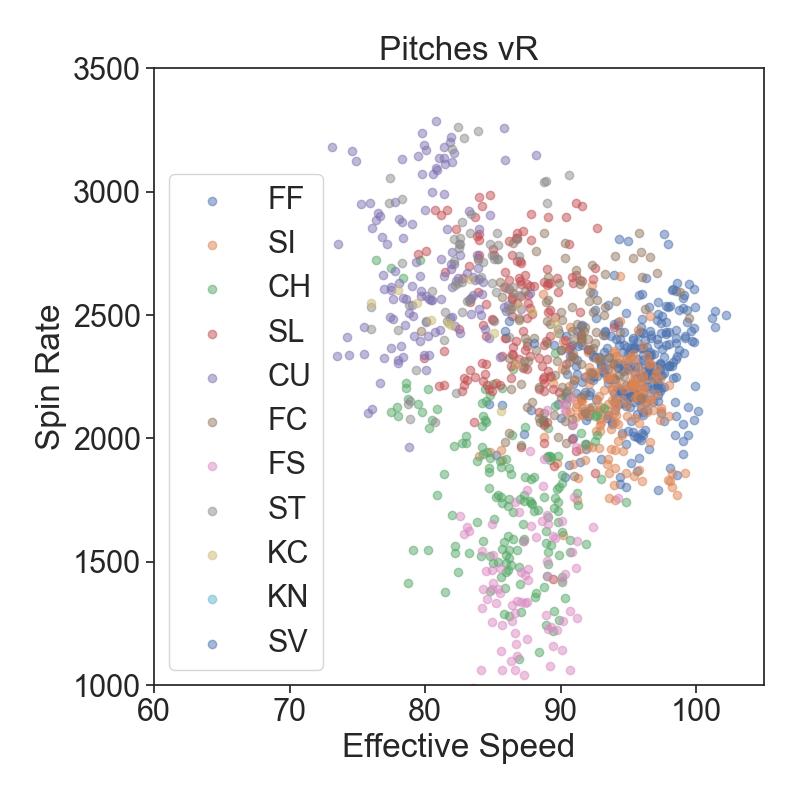 Pitches vR
3500
3000
2500
2000
1500
1000
Spin Rate
FF
SI
CH
SL
CU
FC
FS
ST
KC
KN
SV
60 70 80 90 100
Effective Speed